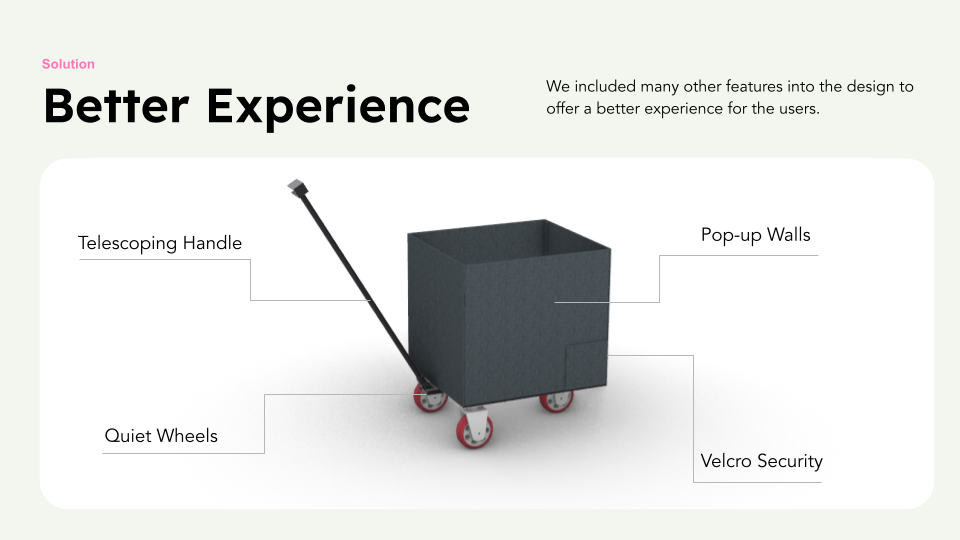 Solution
Better Experience
We included many other features into the design to
offer a better experience for the users.
Telescoping Handle
Pop-up Walls
Quiet Wheels
Velcro Security